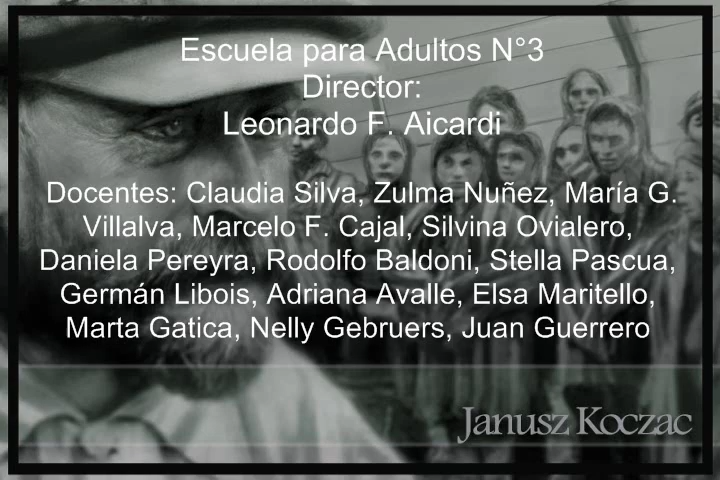 Escuela para Adultos N°3
Director:
Leonardo F. Aicardi
Docentes: Claudia Silva, Zulma Nuñez, María G.
Villalva, Marcelo F. Cajal, Silvina Ovialero,
Daniela Pereyra, Rodolfo Baldoni, Stella Pascua,
Germán Libois, Adriana Avalle, Elsa Maritello,
Marta Gatica, Nelly Gebruers, Juan Guerrero
Janusz Koczac